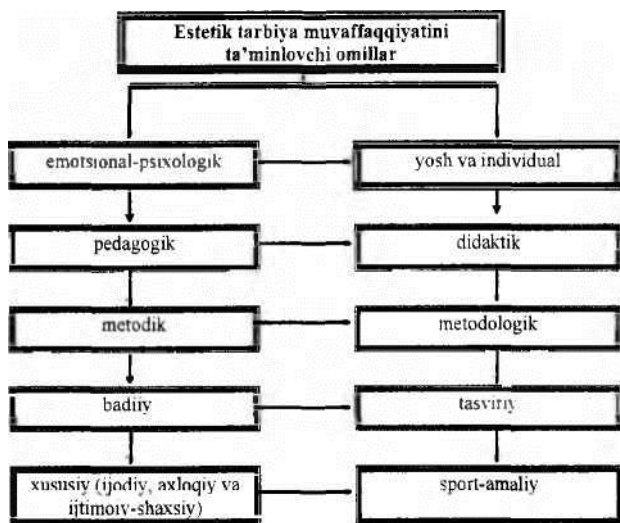 Estetik tarbiya muvaffaqqiyatini
ta'minlovchi omillar
emotsional-psixologik
yosh va individual
pedagogik
didaktik
metodik
metodologik
badiiy
tasviriy
xususiy (ijodiy, axloqiy va
ijtimoiy-shaxsiy)
sport-amaliy